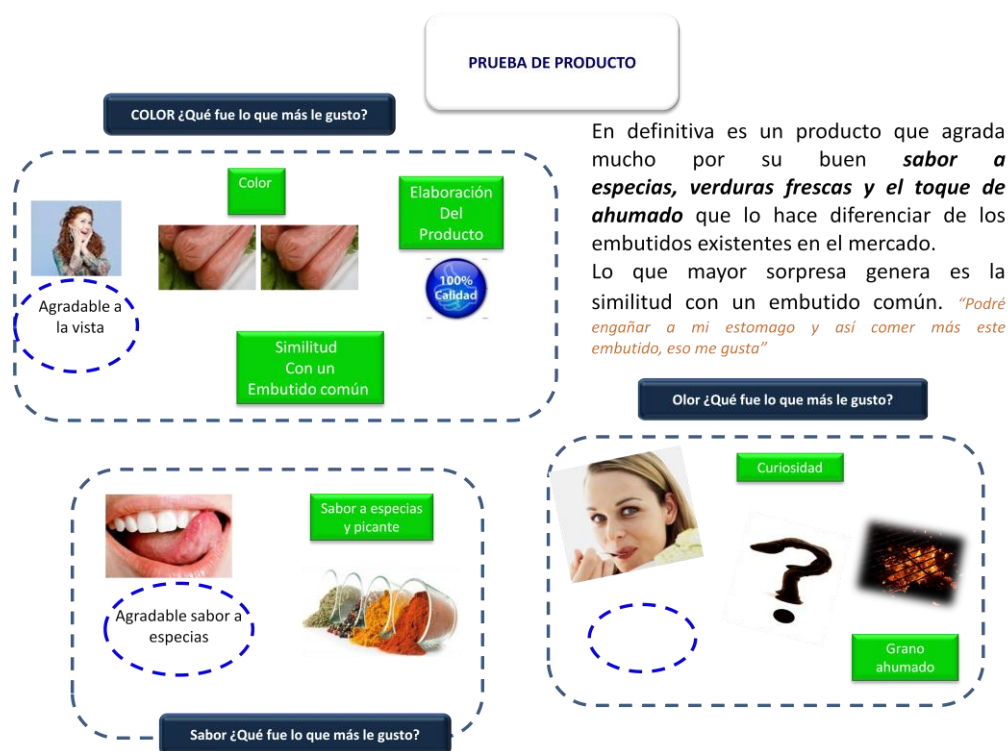 PRUEBA DE PRODUCTO
COLOR ¿Qué fue lo que más le gusto?
Color
Elaboración
Del
Producto
100%
Calidad
Agradable a
la vista
Similitud
Con un
Embutido común
En definitiva es un producto que agrada
mucho por su buen sabor a
especias, verduras frescas y el toque de
ahumado que lo hace diferenciar de los
embutidos existentes en el mercado.
Lo que mayor sorpresa genera es la
similitud con un embutido común. “Podré
engañar a mi estomago y así comer más este
embutido, eso me gusta”
Olor ¿Qué fue lo que más le gusto?
Curiosidad
Grano
ahumado
Sabor a especias
y picante
Agradable sabor a
especias
Sabor ¿Qué fue lo que más le gusto?